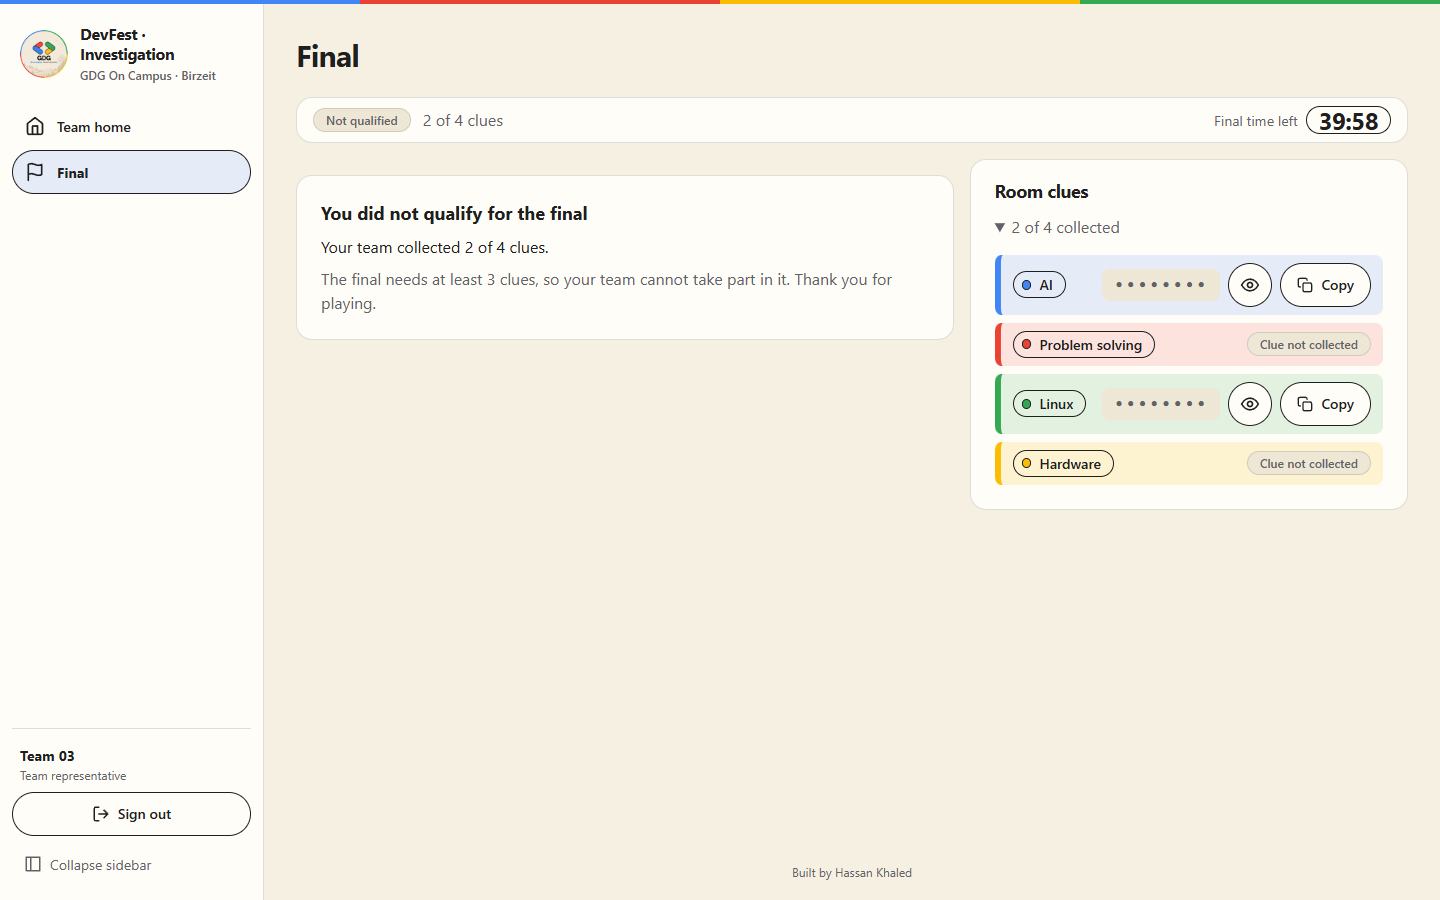 DevFest ·
Investigation
GDG On Campus · Birzeit
GDG
Team home
Final
Team 03
Team representative
Sign out
Collapse sidebar
Final
Not qualified
2 of 4 clues
Final time left
39:58
You did not qualify for the final
Your team collected 2 of 4 clues.
The final needs at least 3 clues, so your team cannot take part in it. Thank you for
playing.
Room clues
2 of 4 collected
AI
••••••••
Copy
Problem solving
Clue not collected
Linux
••••••••
Copy
Hardware
Clue not collected
Built by Hassan Khaled